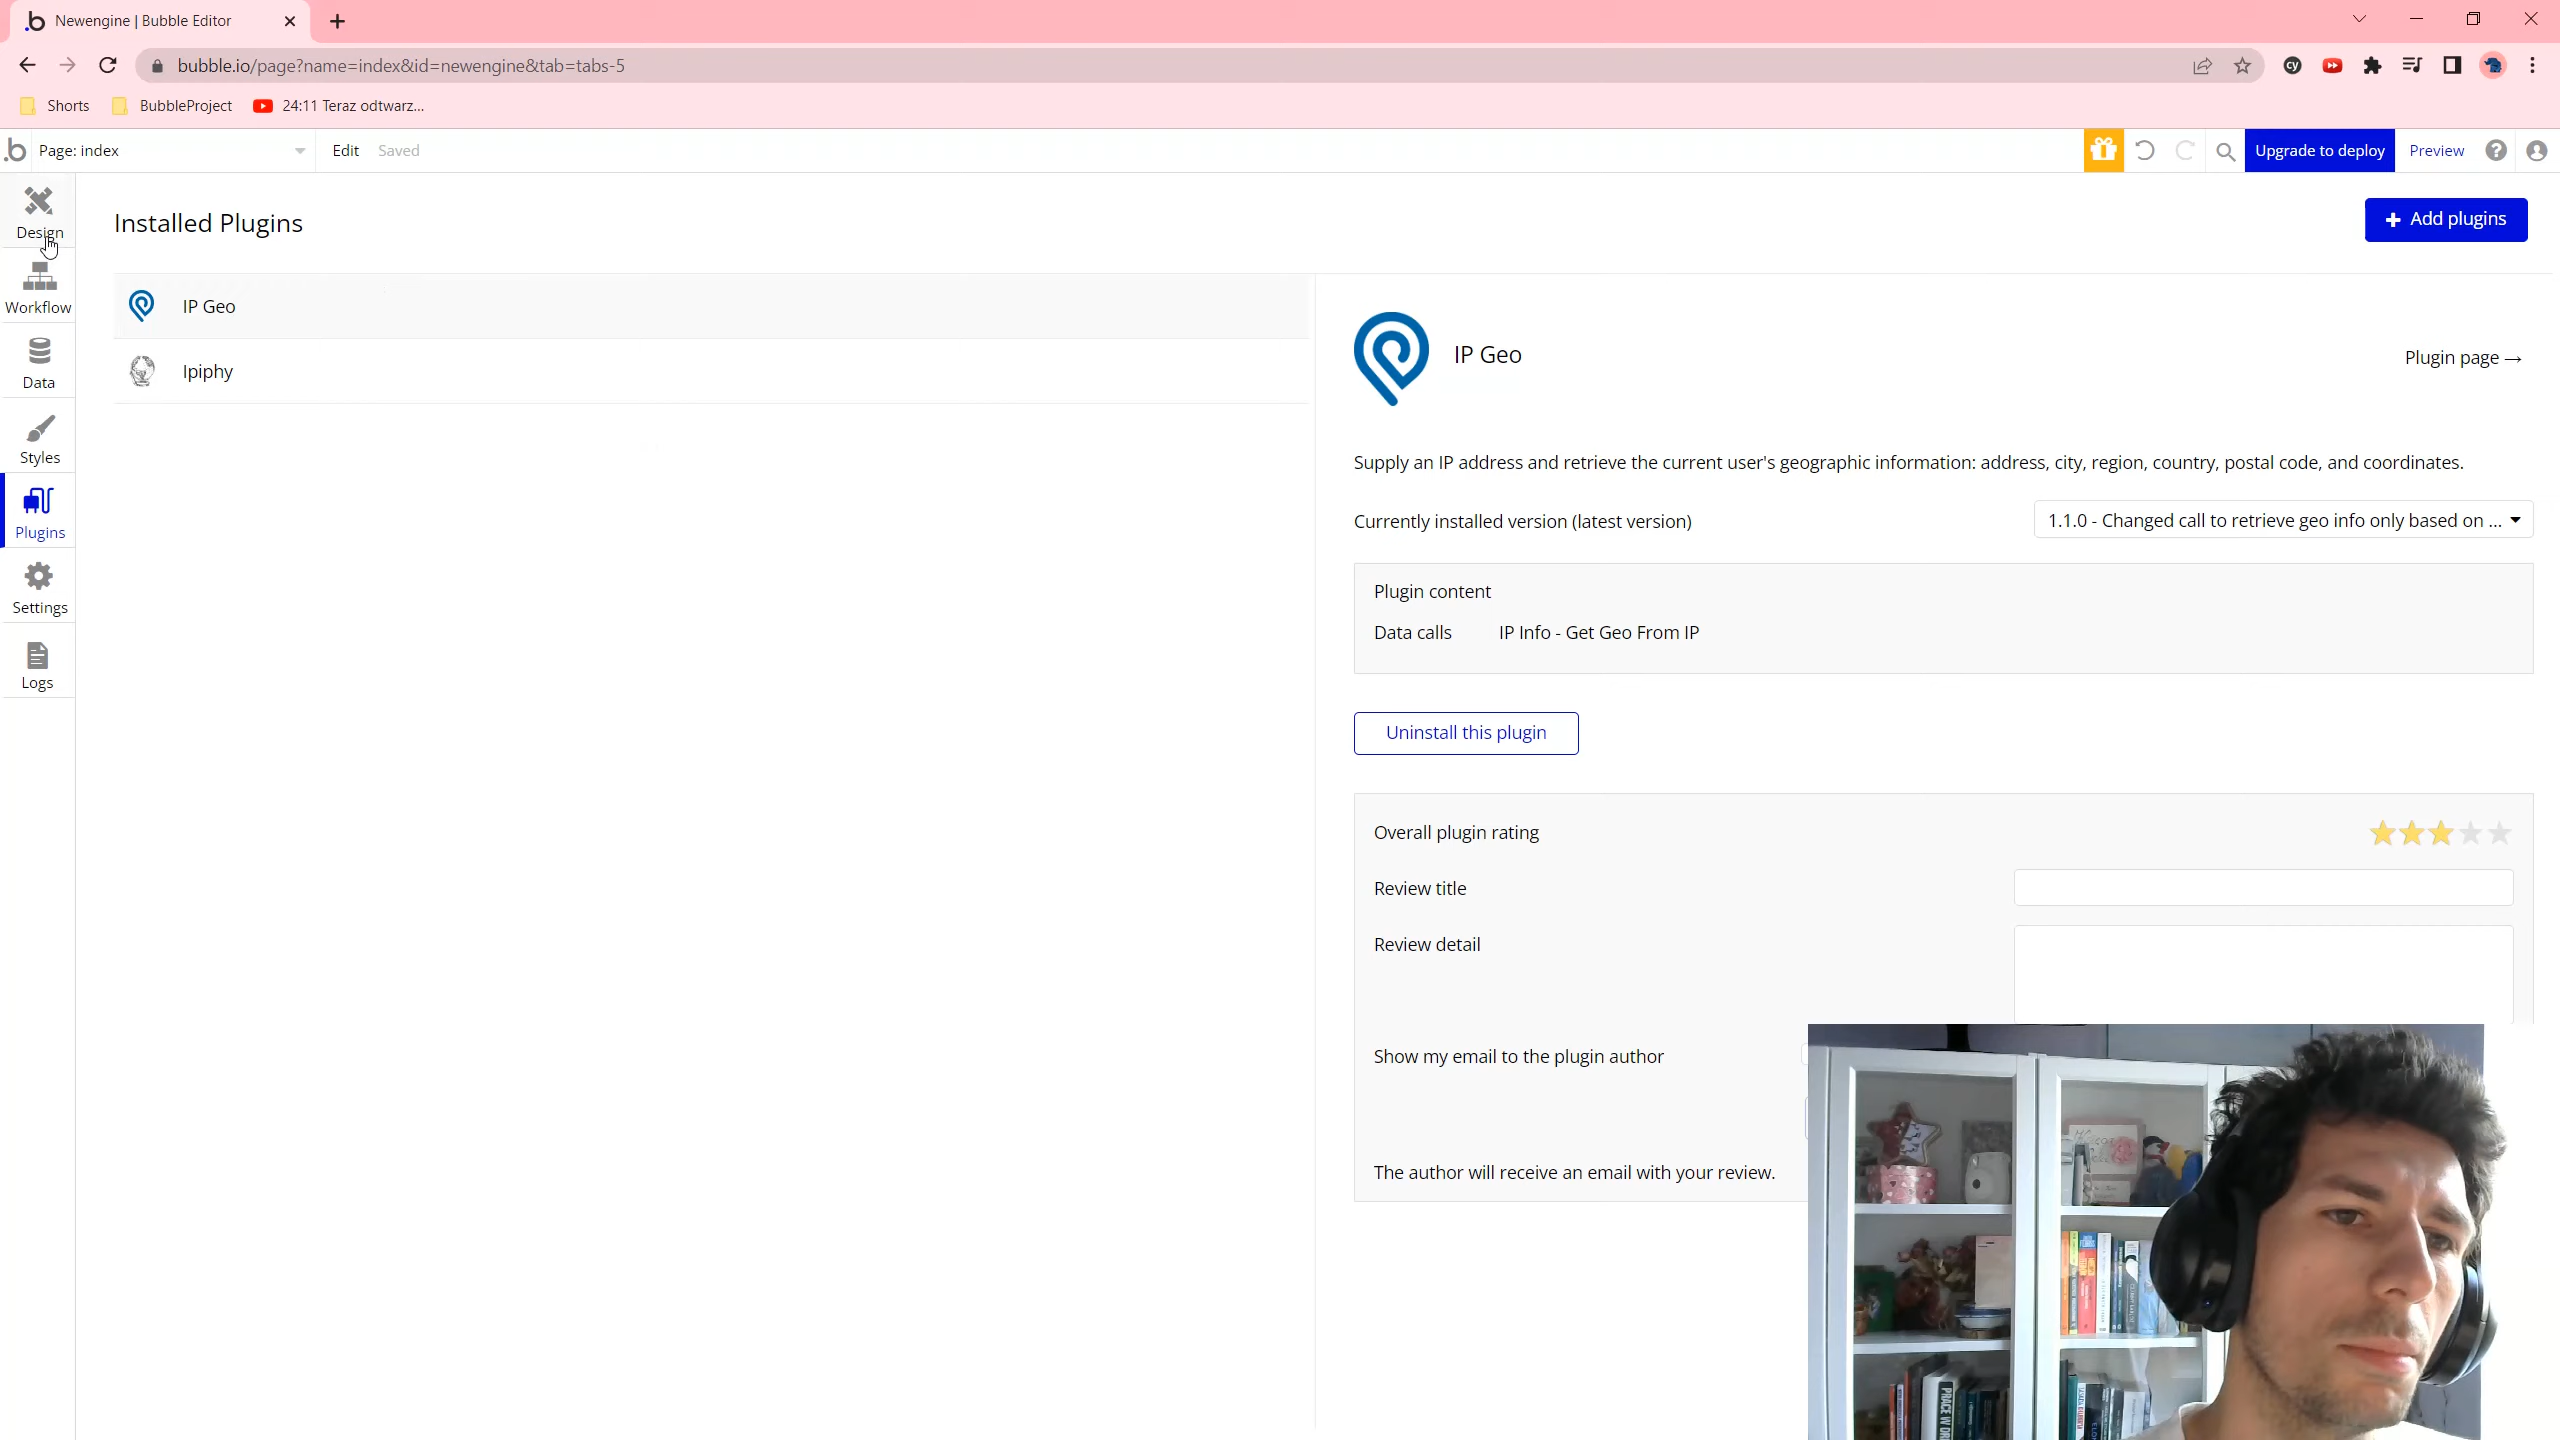 Newengine | Bubble Editor
bubble.io/page?name=index&id=newengine&tab=tabs-5
Shorts
BubbleProject
24:11 Teraz odtwarz...
Page: index
Edit
Saved
Upgrade to deploy
Preview
Design
Workflow
Data
Styles
Plugins
Settings
Logs
Installed Plugins
Add plugins
IP Geo
Ipiphy
IP Geo
Plugin page →
Supply an IP address and retrieve the current user's geographic information: address, city, region, country, postal code, and coordinates.
Currently installed version (latest version)
1.1.0 - Changed call to retrieve geo info only based on ...
Plugin content
Data calls
IP Info - Get Geo From IP
Uninstall this plugin
Overall plugin rating
Review title
Review detail
Show my email to the plugin author
The author will receive an email with your review.